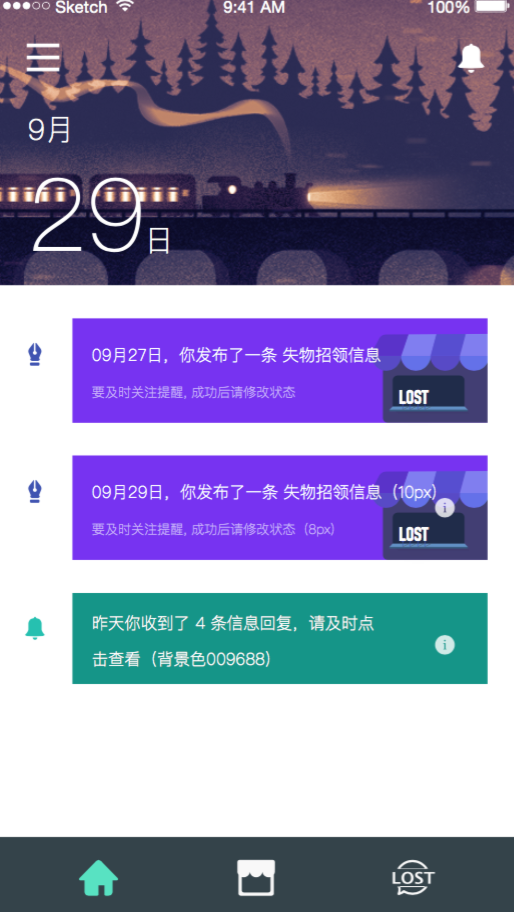 Sketch 9:41 AM 100%
9月
29日
09月27日，你发布了一条 失物招领信息
要及时关注提醒, 成功后请修改状态
LOST
09月29日，你发布了一条 失物招领信息（10px）
要及时关注提醒, 成功后请修改状态（8px）
LOST
昨天你收到了 4 条信息回复，请及时点
击查看（背景色009688）
LOST